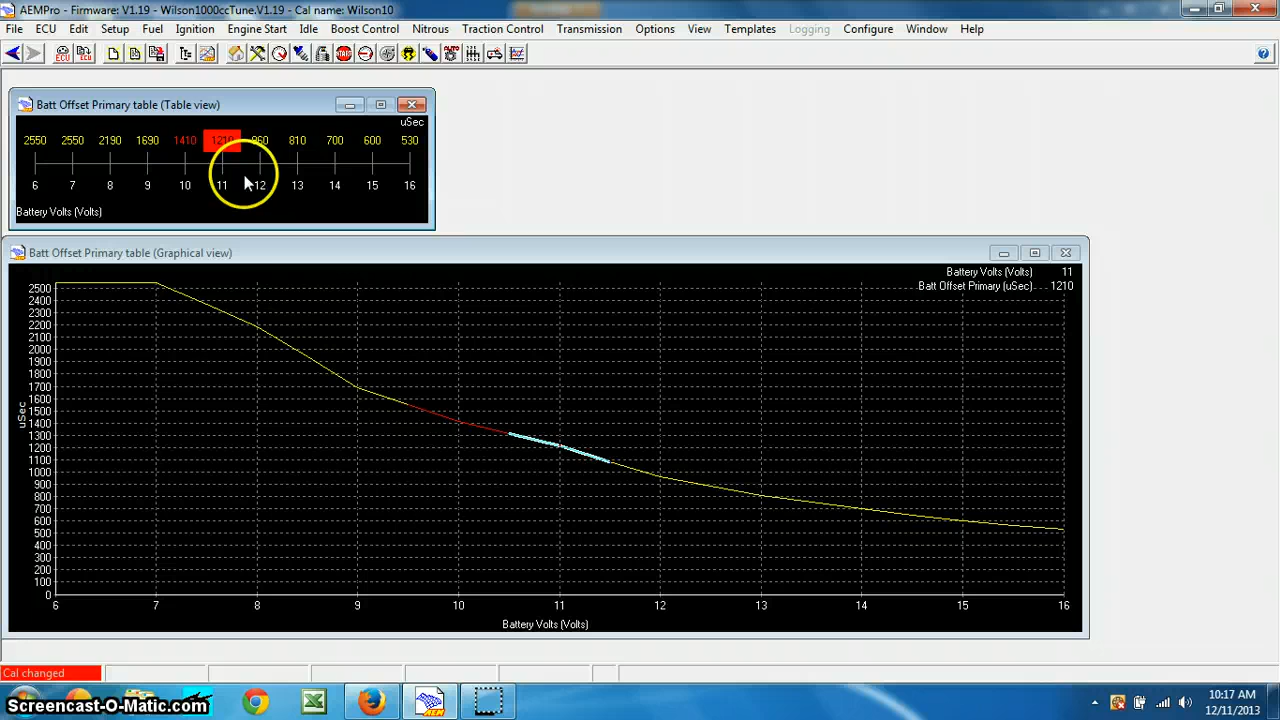 AEMPro - Firmware: V1.19 - Wilson1000ccTune.V1.19 - Cal name: Wilson10
File ECU Edit Setup Fuel Ignition Engine Start Idle Boost Control Nitrous Traction Control Transmission Options View Templates Logging Configure Window Help
Batt Offset Primary table (Table view)
uSec
2550 2550 2190 1690 1410 1210 960 810 700 600 530
6 7 8 9 10 11 12 13 14 15 16
Battery Volts (Volts)
Batt Offset Primary table (Graphical view)
Battery Volts (Volts) 11
Batt Offset Primary (uSec) 1210
2500
2400
2300
2200
2100
2000
1900
1800
1700
1600
1500
1400
1300
1200
1100
1000
900
800
700
600
500
400
300
200
100
0
uSec
6 7 8 9 10 11 12 13 14 15 16
Battery Volts (Volts)
Cal changed
Screencast-O-Matic.com
AEM
10:17 AM
12/11/2013